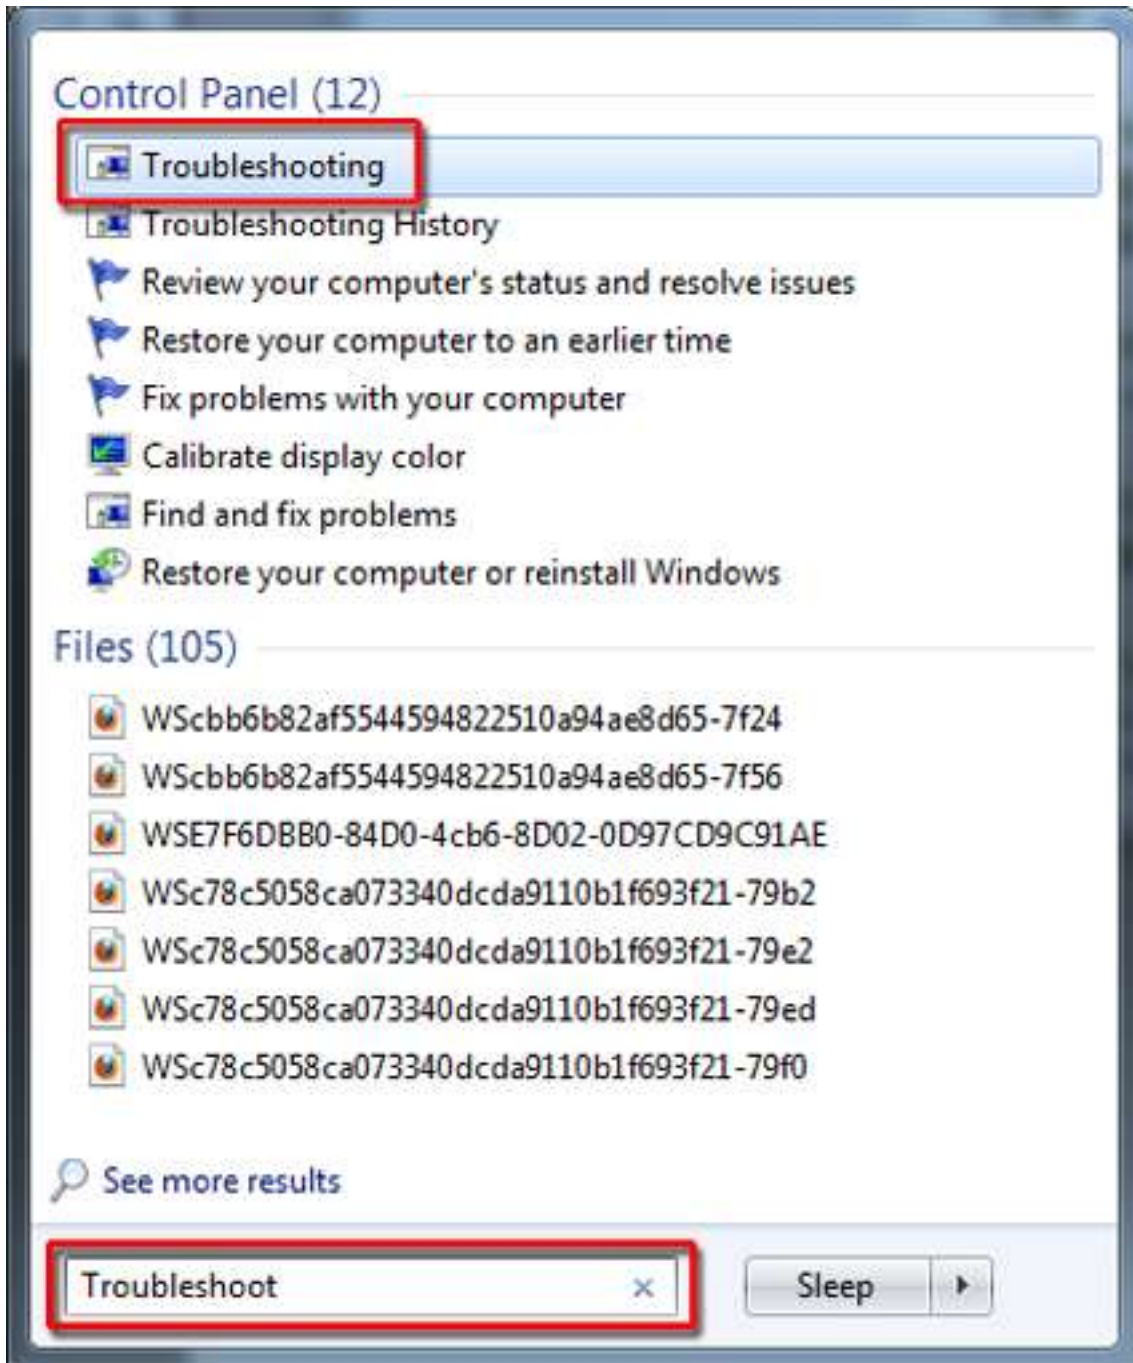 Control Panel (12)
Troubleshooting
Troubleshooting History
Review your computer's status and resolve issues
Restore your computer to an earlier time
Fix problems with your computer
Calibrate display color
Find and fix problems
Restore your computer or reinstall Windows
Files (105)
WScbb6b82af5544594822510a94ae8d65-7f24
WScbb6b82af5544594822510a94ae8d65-7f56
WSE7F6DBB0-84D0-4cb6-8D02-0D97CD9C91AE
WSc78c5058ca073340dcda9110b1f693f21-79b2
WSc78c5058ca073340dcda9110b1f693f21-79e2
WSc78c5058ca073340dcda9110b1f693f21-79ed
WSc78c5058ca073340dcda9110b1f693f21-79f0
See more results
Troubleshoot
Sleep